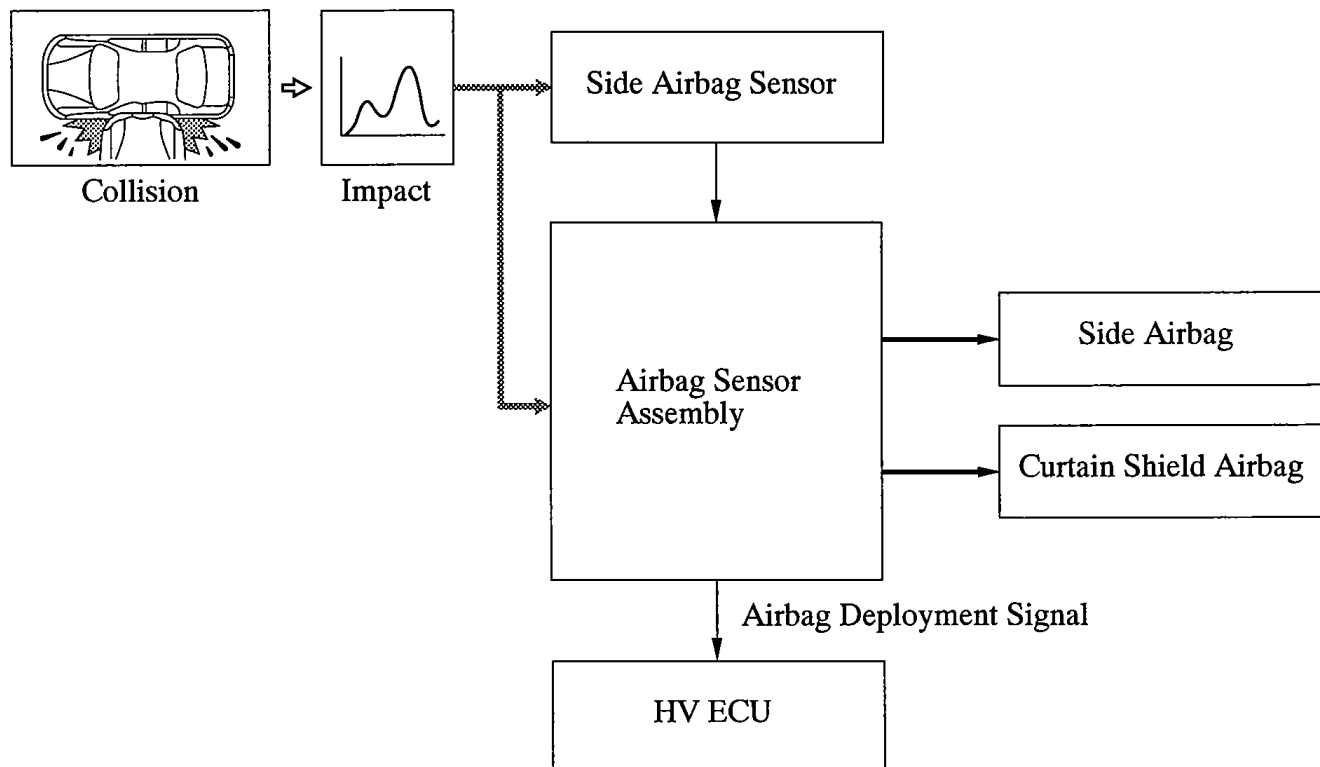 Collision
Impact
Side Airbag Sensor
Airbag Sensor
Assembly
Side Airbag
Curtain Shield Airbag
Airbag Deployment Signal
HV ECU